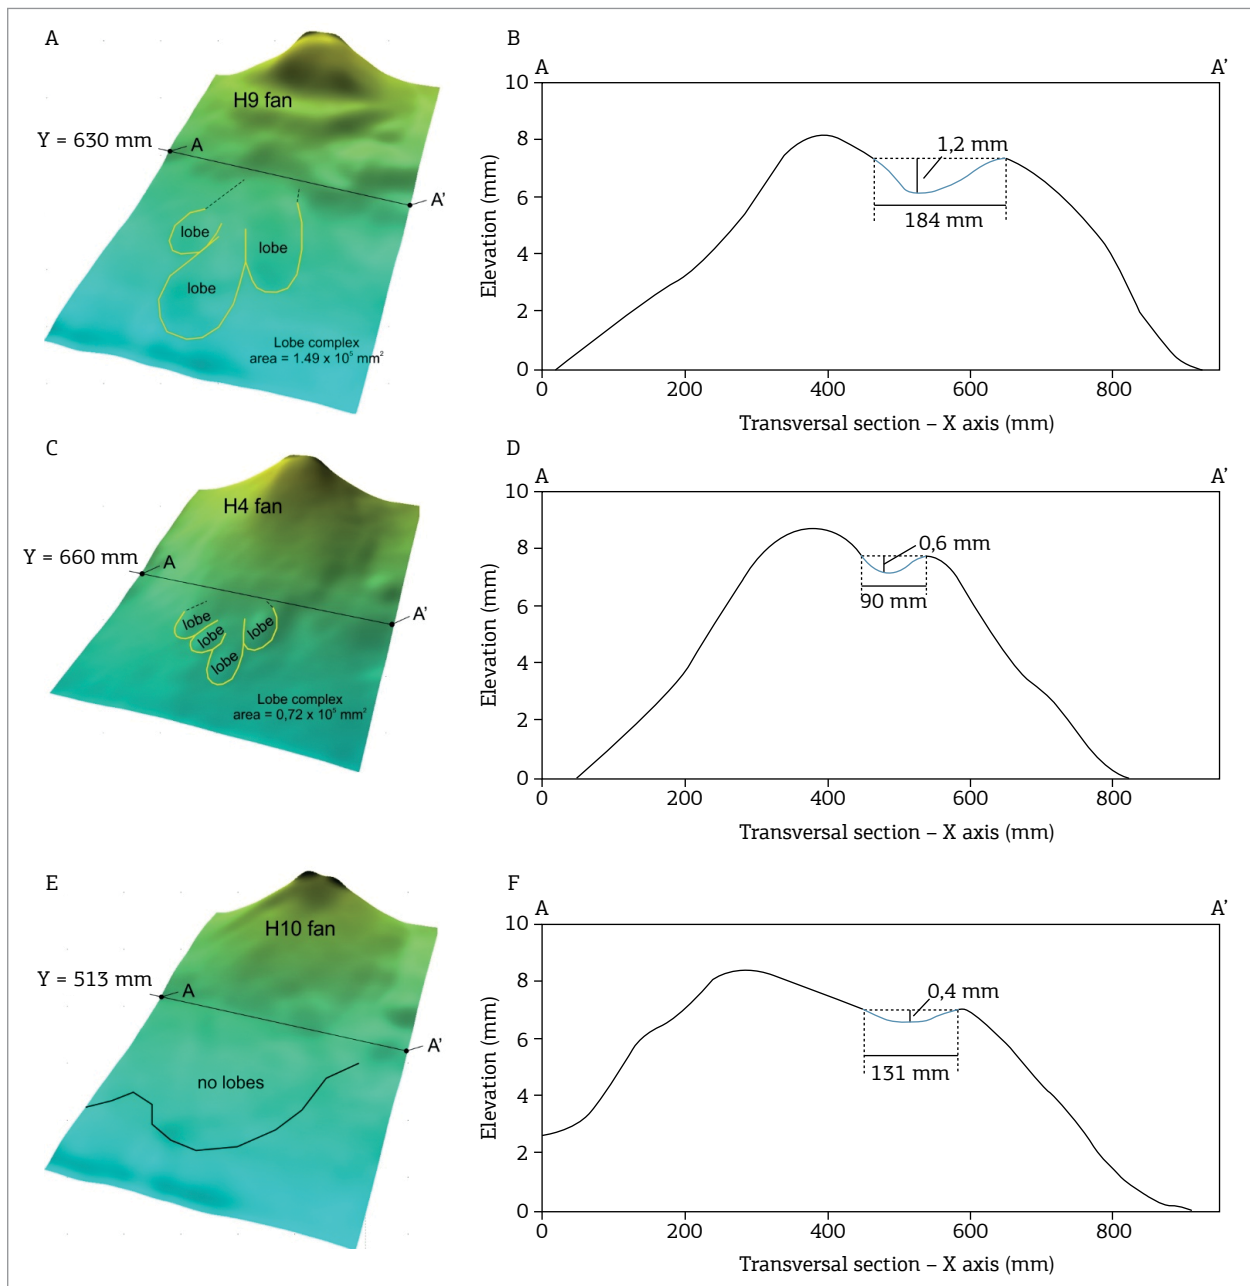 A
H9 fan
Y = 630 mm
A
A'
lobe
lobe
lobe
Lobe complex
area = 1.49 x 10⁵ mm²
B
A
A'
10
8
6
4
2
0
Elevation (mm)
1,2 mm
184 mm
0
200
400
600
800
Transversal section – X axis (mm)
C
H4 fan
Y = 660 mm
A
A'
lobe
lobe
lobe
lobe
Lobe complex
area = 0,72 x 10⁵ mm²
D
A
A'
10
8
6
4
2
0
Elevation (mm)
0,6 mm
90 mm
0
200
400
600
800
Transversal section – X axis (mm)
E
H10 fan
Y = 513 mm
A
A'
no lobes
F
A
A'
10
8
6
4
2
0
Elevation (mm)
0,4 mm
131 mm
0
200
400
600
800
Transversal section – X axis (mm)